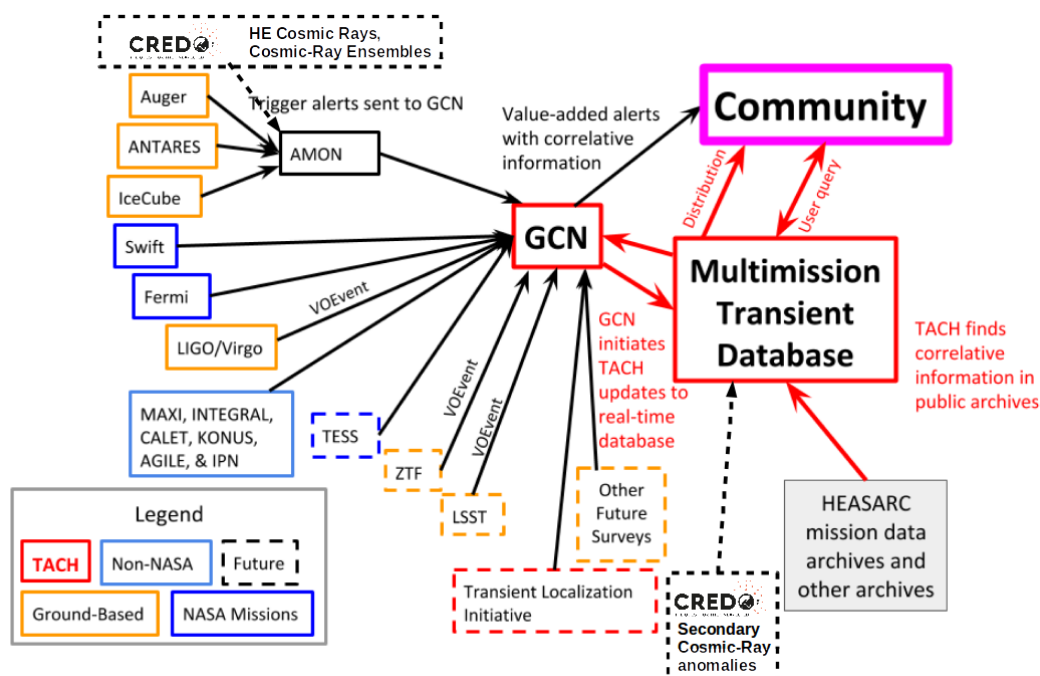 CREDO
HE Cosmic Rays,
Cosmic-Ray Ensembles
Auger
ANTARES
IceCube
Trigger alerts sent to GCN
AMON
Value-added alerts
with correlative
information
Community
Distribution
User query
Swift
Fermi
VOEvent
LIGO/Virgo
GCN
Multimission
Transient
Database
GCN
initiates
TACH
updates to
real-time
database
TACH finds
correlative
information in
public archives
MAXI, INTEGRAL,
CALET, KONUS,
AGILE, & IPN
TESS
VOEvent
ZTF
VOEvent
LSST
Other
Future
Surveys
Transient Localization
Initiative
CREDO
Secondary
Cosmic-Ray
anomalies
HEASARC
mission data
archives and
other archives
Legend
TACH
Non-NASA
Future
Ground-Based
NASA Missions